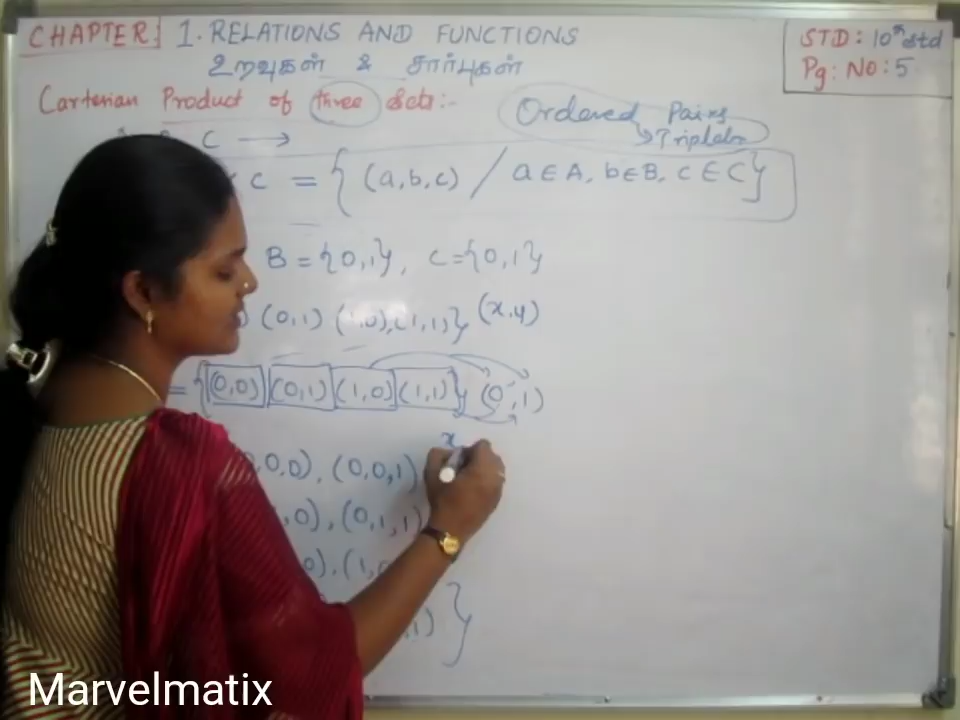 CHAPTER: 1. RELATIONS AND FUNCTIONS
உறவுகள் & சார்புகள்
STD: 10th std
Pg: No: 5
Cartesian Product of three Sets:-
Ordered Pairs
Triplets
C →
C = { (a,b,c) / a ∈ A, b ∈ B, c ∈ C }
B = {0,1}, C = {0,1}
(0,1) (1,0), (1,1)} (x,y)
= {(0,0) (0,1) (1,0) (1,1)} (0,1)
x
0,0), (0,0,1)
0), (0,1,1)
0), (1,
1) }
Marvelmatix